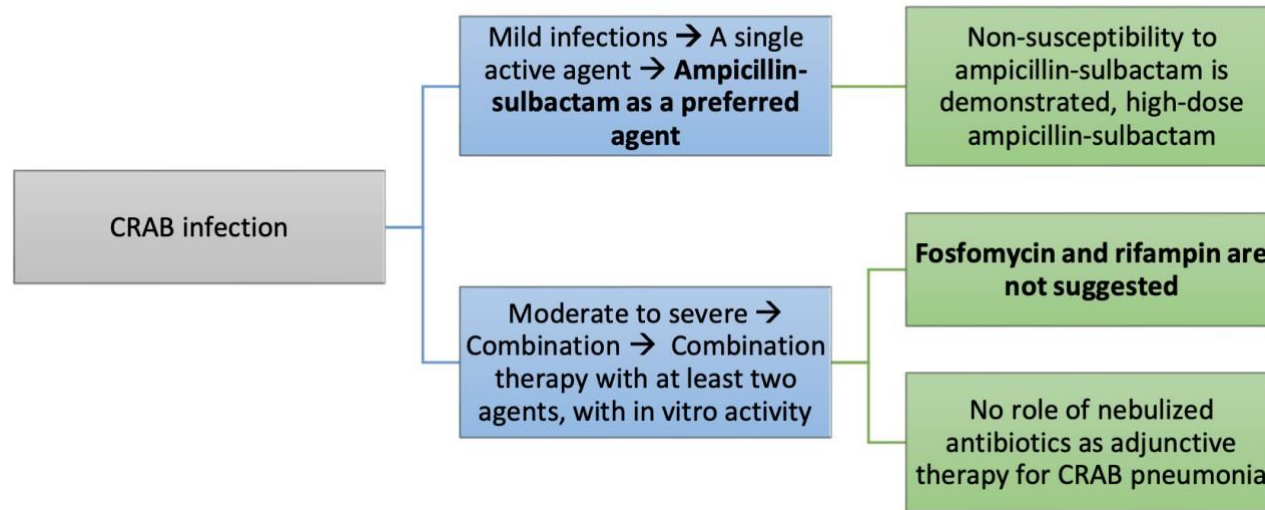 CRAB infection
Mild infections → A single
active agent → Ampicillin-
sulbactam as a preferred
agent
Non-susceptibility to
ampicillin-sulbactam is
demonstrated, high-dose
ampicillin-sulbactam
Moderate to severe →
Combination → Combination
therapy with at least two
agents, with in vitro activity
Fosfomycin and rifampin are
not suggested
No role of nebulized
antibiotics as adjunctive
therapy for CRAB pneumonia